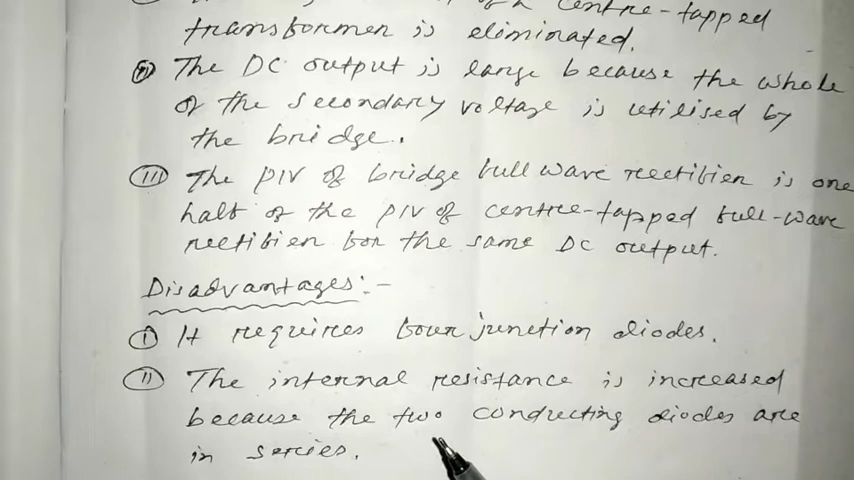 of a centre-tapped
transformer is eliminated.
(ii) The DC output is large because the whole
of the secondary voltage is utilised by
the bridge.
(iii) The PIV of bridge full wave rectifier is one
half of the PIV of centre-tapped full-wave
rectifier for the same DC output.
Disadvantages:-
(i) It requires four junction diodes.
(ii) The internal resistance is increased
because the two conducting diodes are
in series.